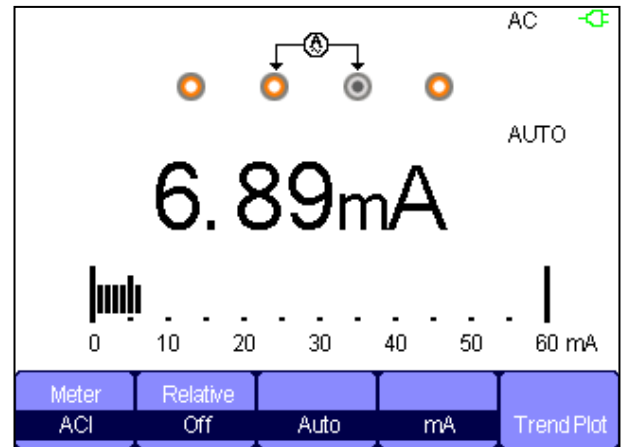 AC
AUTO
6.89mA
0 10 20 30 40 50 60 mA
Meter Relative
ACI Off Auto mA Trend Plot